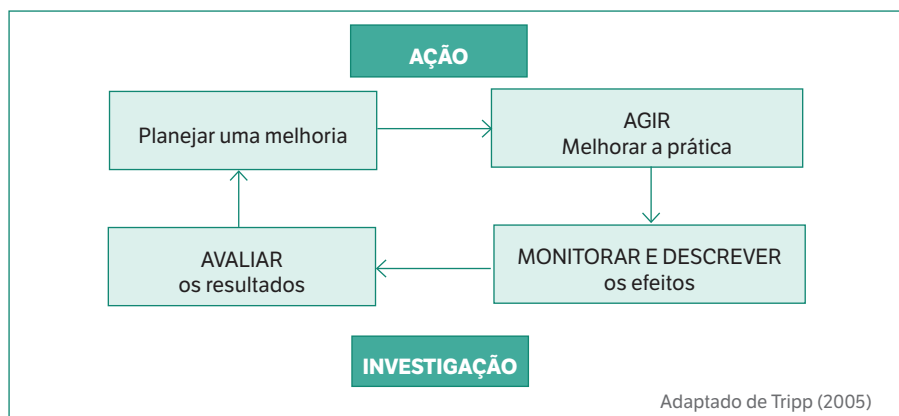 AÇÃO
Planejar uma melhoria
AGIR
Melhorar a prática
AVALIAR
os resultados
MONITORAR E DESCREVER
os efeitos
INVESTIGAÇÃO
Adaptado de Tripp (2005)